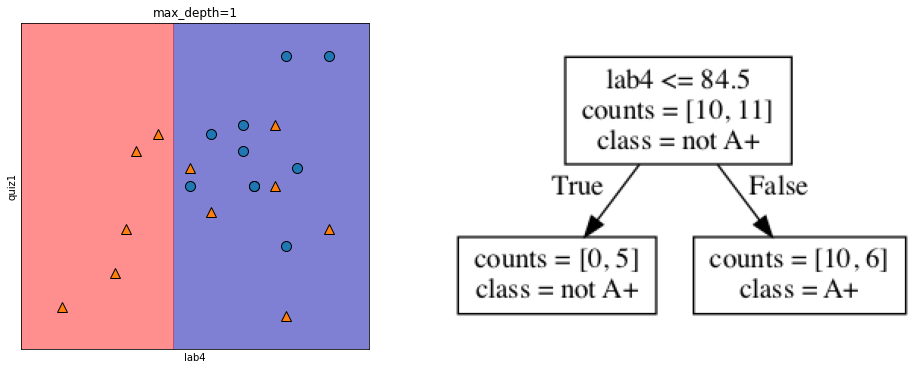 max_depth=1
quiz1
lab4
lab4 <= 84.5
counts = [10, 11]
class = not A+
True
False
counts = [0, 5]
class = not A+
counts = [10, 6]
class = A+